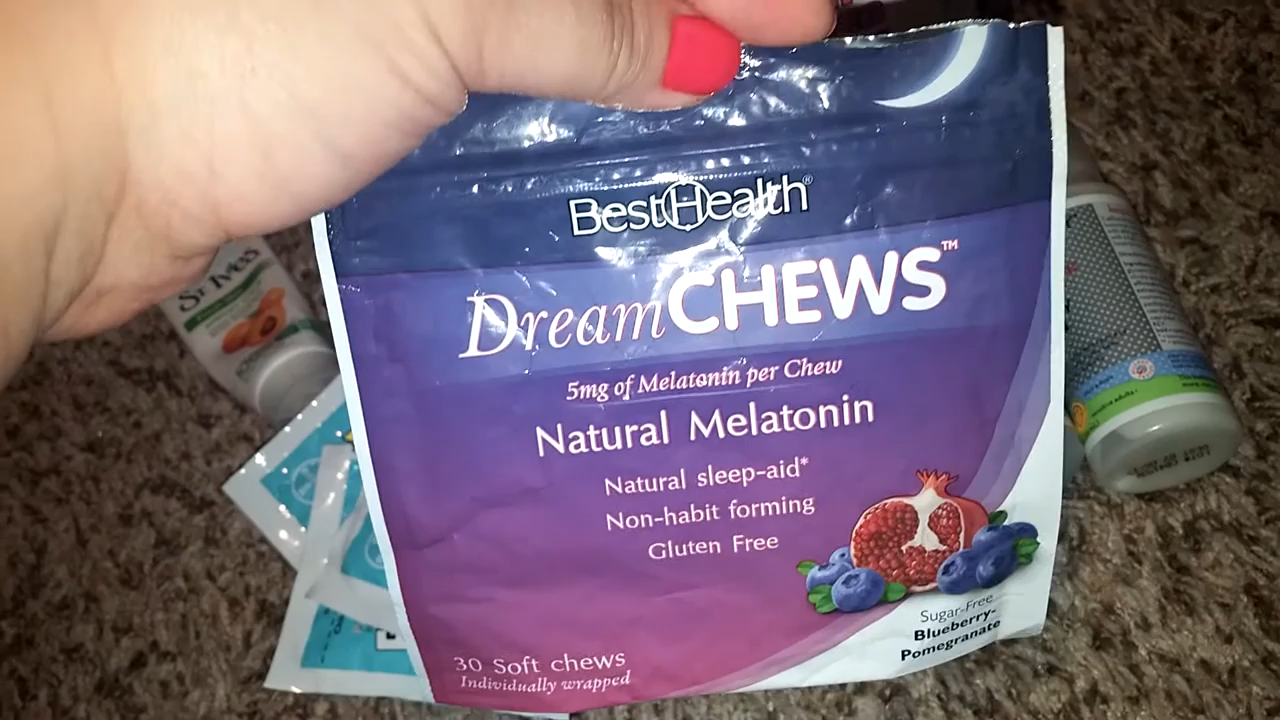 BestHealth®
DreamCHEWS™
5mg of Melatonin per Chew
Natural Melatonin
Natural sleep-aid*
Non-habit forming
Gluten Free
Sugar-Free
Blueberry-
Pomegranate
30 Soft chews
Individually wrapped
St Ives